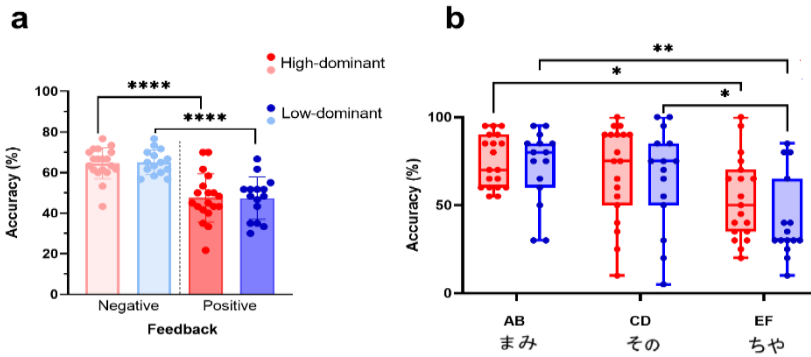 a
High-dominant
Low-dominant
****
****
Accuracy (%)
100
80
60
40
20
0
Negative
Positive
Feedback
b
**
*
*
Accuracy (%)
100
50
0
AB
CD
EF
まみ
その
ちや